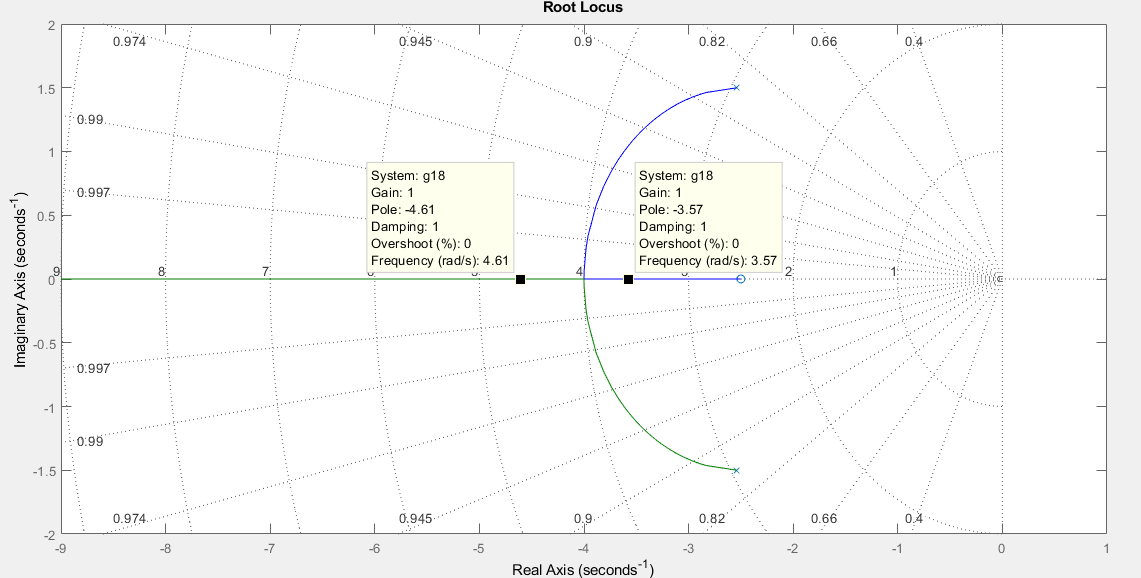 Root Locus
2
0.974
0.945
0.9
0.82
0.66
0.4
1.5
0.99
1
0.997
0.5
System: g18
Gain: 1
Pole: -4.61
Damping: 1
Overshoot (%): 0
Frequency (rad/s): 4.61
System: g18
Gain: 1
Pole: -3.57
Damping: 1
Overshoot (%): 0
Frequency (rad/s): 3.57
0
9
8
7
4
2
1
-0.5
0.997
-1
0.99
-1.5
0.974
0.945
0.9
0.82
0.66
0.4
-2
-9
-8
-7
-6
-5
-4
-3
-2
-1
0
1
Imaginary Axis (seconds-1)
Real Axis (seconds-1)